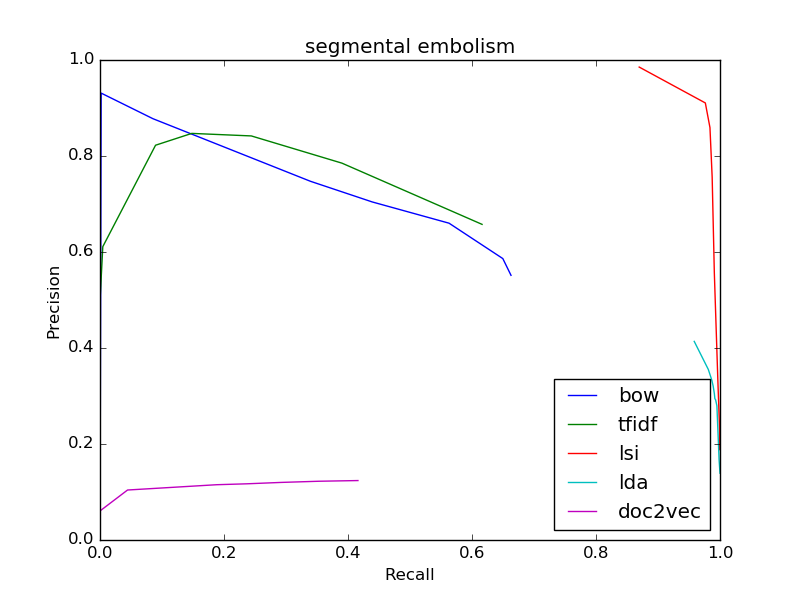 segmental embolism
Precision
1.0
0.8
0.6
0.4
0.2
0.0
0.0 0.2 0.4 0.6 0.8 1.0
Recall
bow
tfidf
lsi
lda
doc2vec